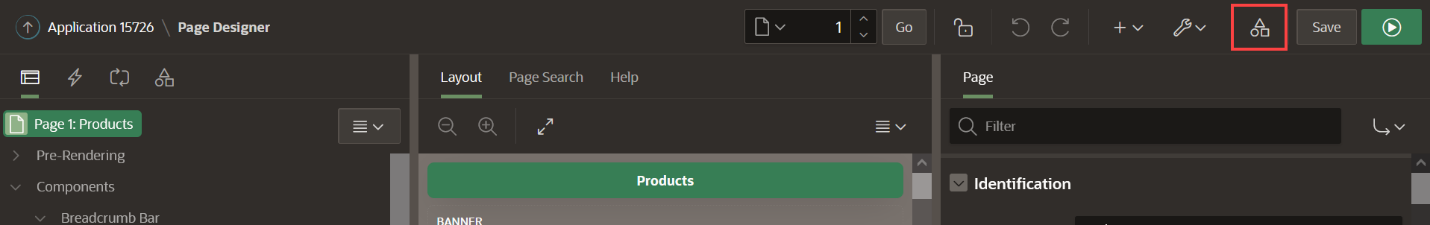 Application 15726 \ Page Designer
1
Go
Save
Layout
Page Search
Help
Page
Page 1: Products
Filter
Pre-Rendering
Components
Products
Identification
Breadcrumb Bar
BANNER